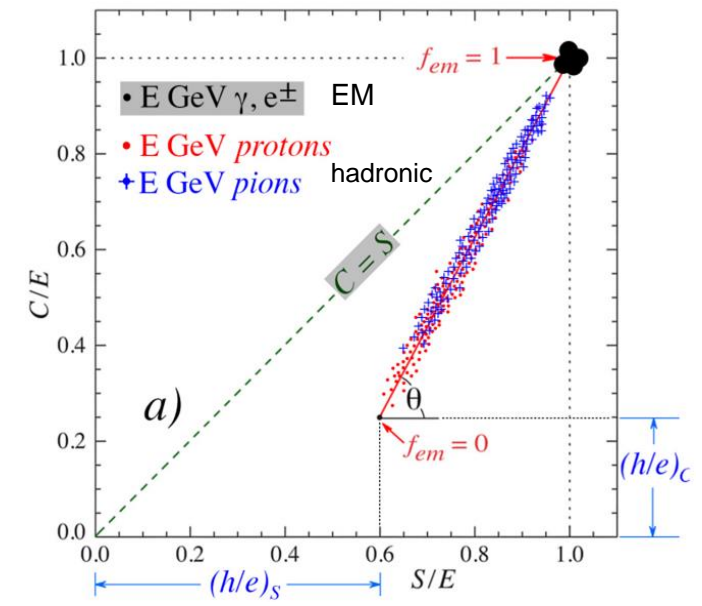 1.0
f_em = 1
• E GeV γ, e± EM
• E GeV protons
hadronic
+ E GeV pions
0.8
0.6
C = S
C/E
0.4
a)
θ
0.2
f_em = 0
(h/e)_C
0.0
0.0 0.2 0.4 0.6 0.8 1.0
(h/e)_S
S/E